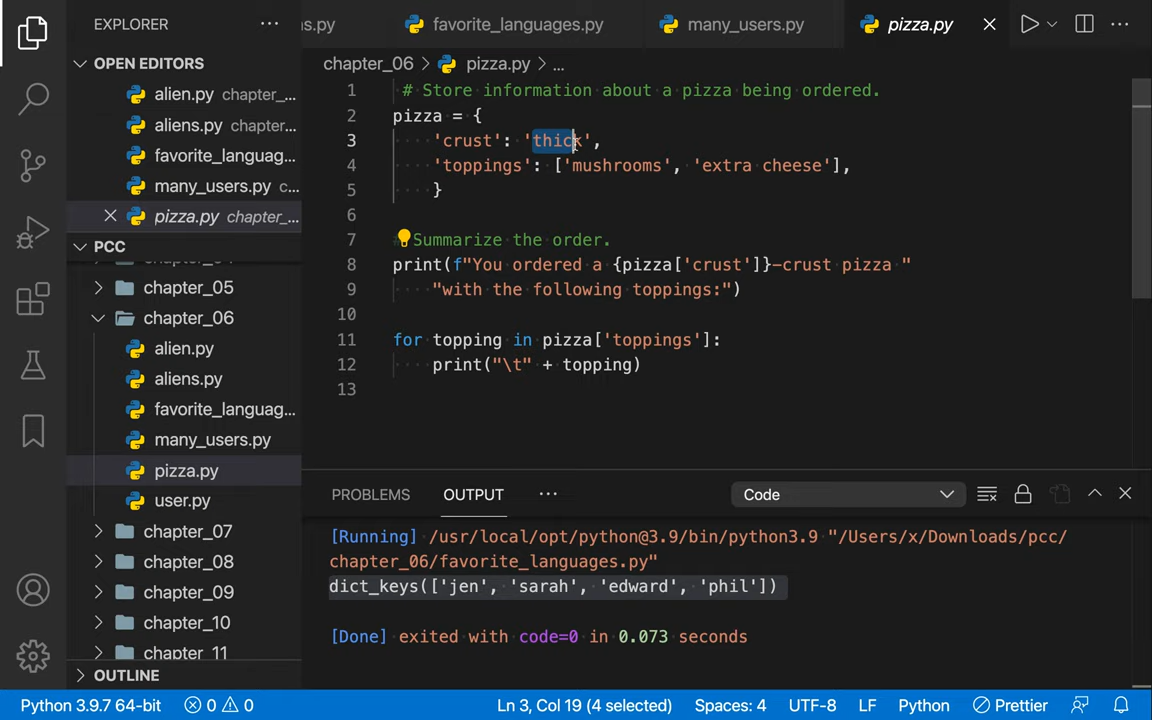 EXPLORER
...
ns.py
favorite_languages.py
many_users.py
pizza.py
OPEN EDITORS
alien.py chapter_...
aliens.py chapter_...
favorite_languag...
many_users.py c...
pizza.py chapter_...
PCC
chapter_05
chapter_06
alien.py
aliens.py
favorite_languag...
many_users.py
pizza.py
user.py
chapter_07
chapter_08
chapter_09
chapter_10
chapter_11
OUTLINE
chapter_06 > pizza.py > ...
1 # Store information about a pizza being ordered.
2 pizza = {
3 'crust': 'thick',
4 'toppings': ['mushrooms', 'extra cheese'],
5 }
6
7 Summarize the order.
8 print(f"You ordered a {pizza['crust']}-crust pizza "
9 "with the following toppings:")
10
11 for topping in pizza['toppings']:
12 print("\t" + topping)
13
PROBLEMS OUTPUT ... Code
[Running] /usr/local/opt/python@3.9/bin/python3.9 "/Users/x/Downloads/pcc/
chapter_06/favorite_languages.py"
dict_keys(['jen', 'sarah', 'edward', 'phil'])
[Done] exited with code=0 in 0.073 seconds
Python 3.9.7 64-bit 0 0 Ln 3, Col 19 (4 selected) Spaces: 4 UTF-8 LF Python Prettier